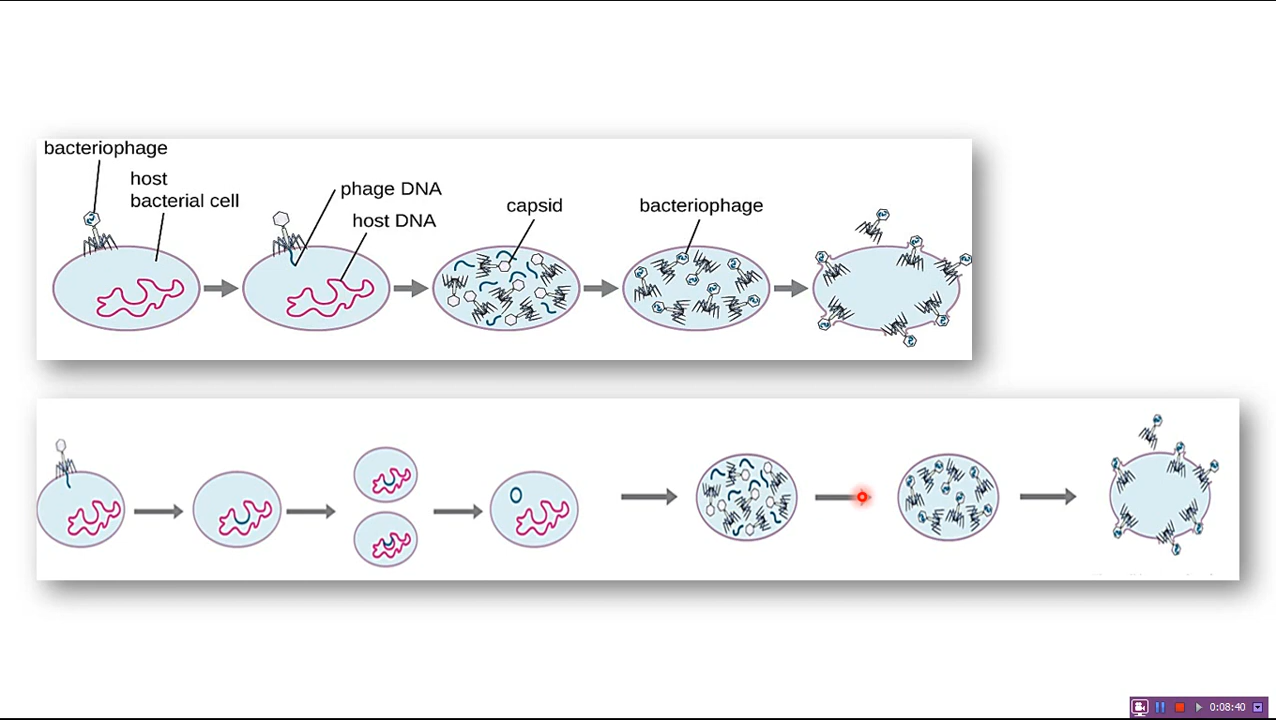 bacteriophage
host
bacterial cell
phage DNA
host DNA
capsid
bacteriophage
0:08:40